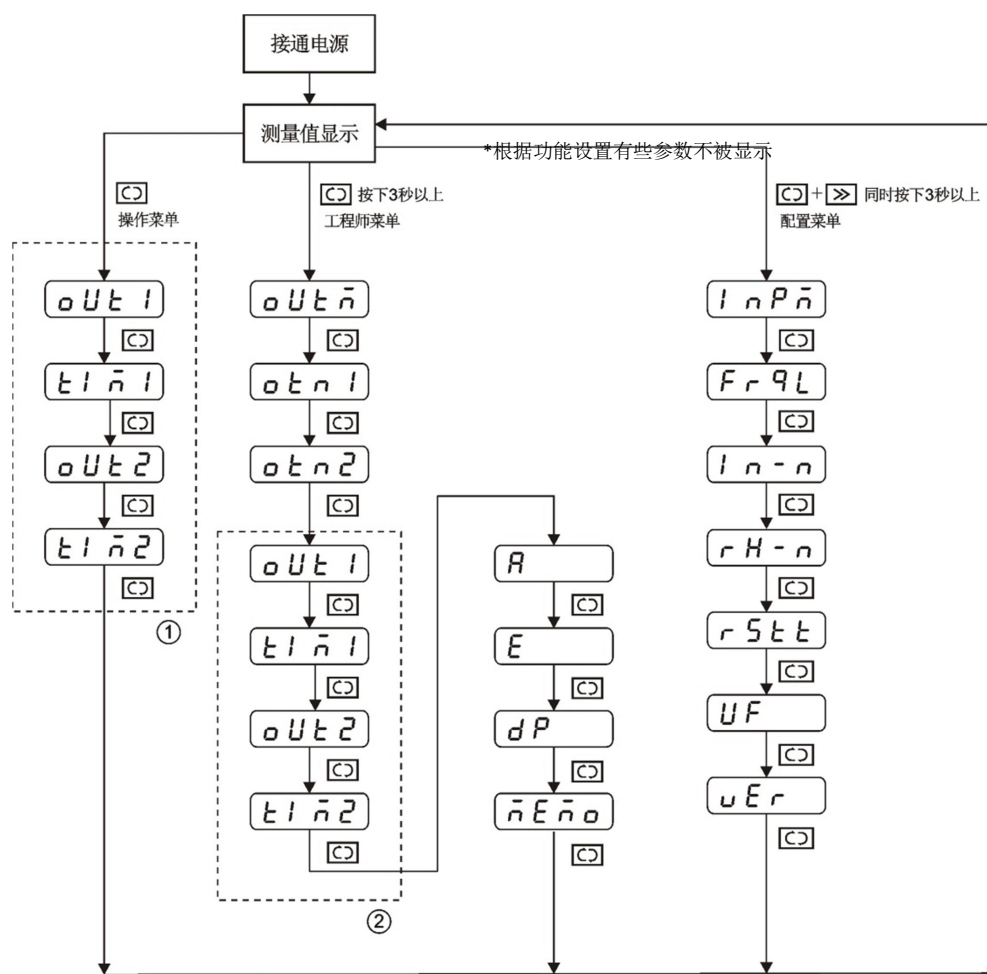 接通电源
测量值显示
*根据功能设置有些参数不被显示
操作菜单
按下3秒以上
工程师菜单
+ 同时按下3秒以上
配置菜单
oUt1
tIm1
oUt2
tIm2
①
oUtm
otn1
otn2
oUt1
tIm1
oUt2
tIm2
②
A
E
dP
mEmo
InPm
FrqL
In-n
rH-n
rStt
UF
vEr